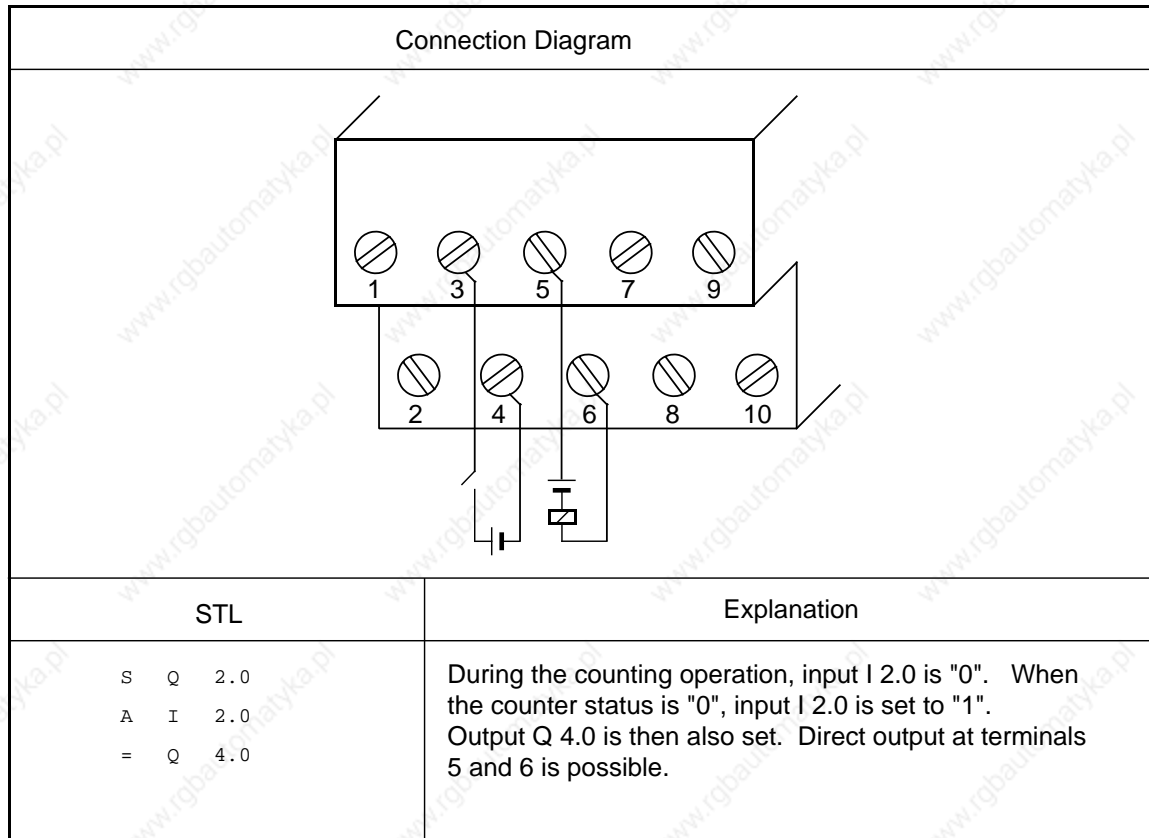 Connection Diagram
1 3 5 7 9
2 4 6 8 10
STL
Explanation
S Q 2.0
A I 2.0
= Q 4.0
During the counting operation, input I 2.0 is "0". When
the counter status is "0", input I 2.0 is set to "1".
Output Q 4.0 is then also set. Direct output at terminals
5 and 6 is possible.
www.rgbautomatyka.pl